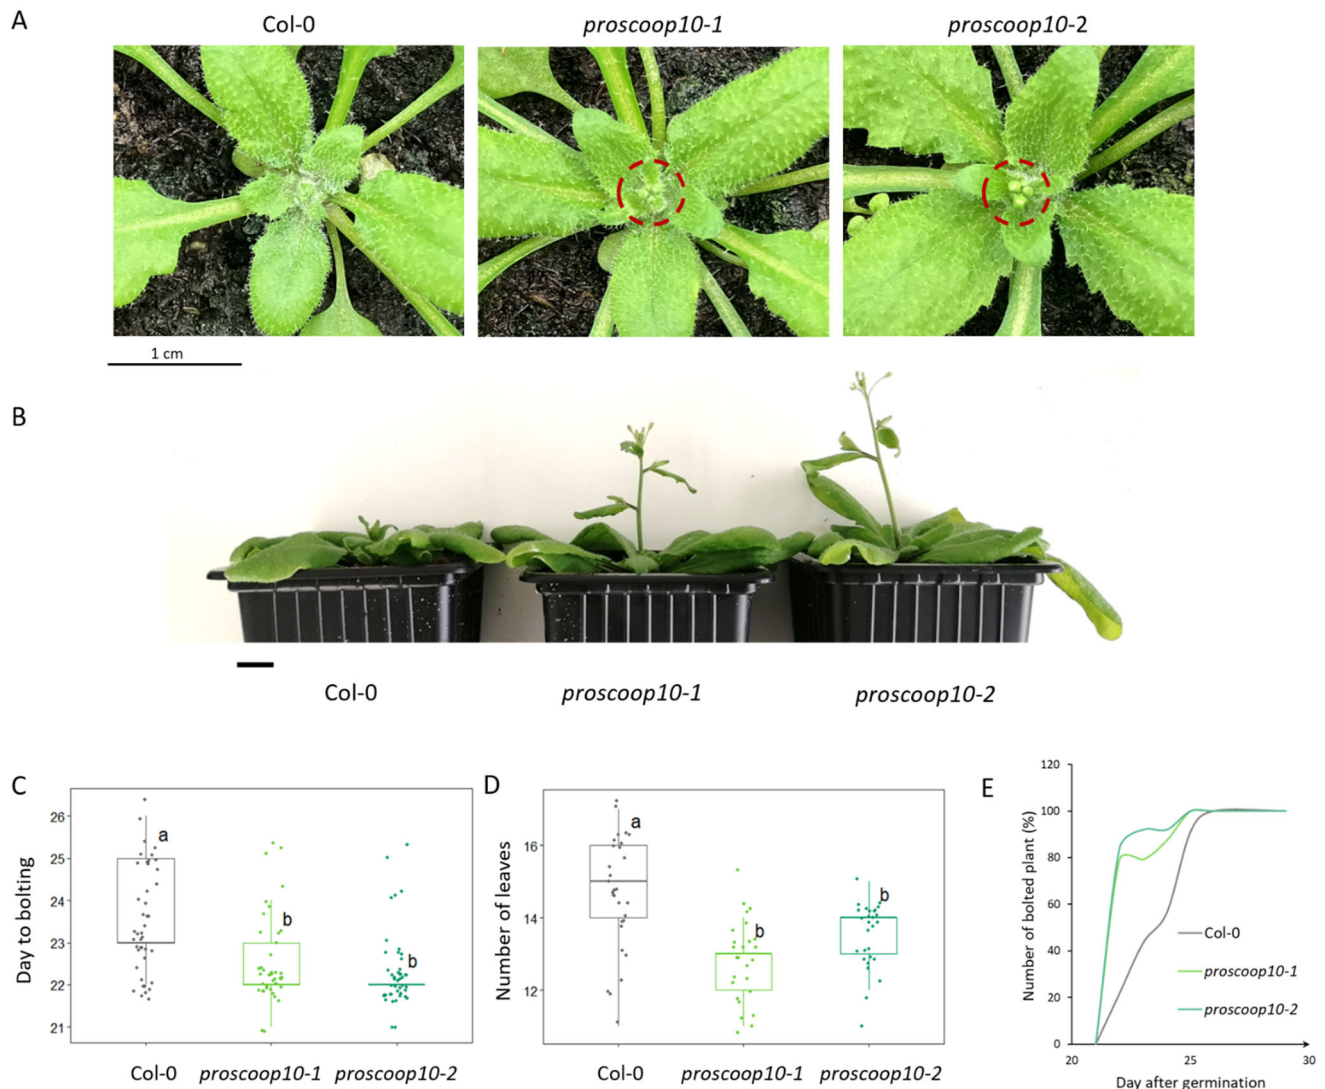 A
Col-0
proscoop10-1
proscoop10-2
1 cm
B
Col-0
proscoop10-1
proscoop10-2
C
Day to bolting
26
25
24
23
22
21
a
b
b
Col-0
proscoop10-1
proscoop10-2
D
Number of leaves
16
14
12
a
b
b
Col-0
proscoop10-1
proscoop10-2
E
Number of bolted plant (%)
120
100
80
60
40
20
0
Col-0
proscoop10-1
proscoop10-2
20
25
30
Day after germination